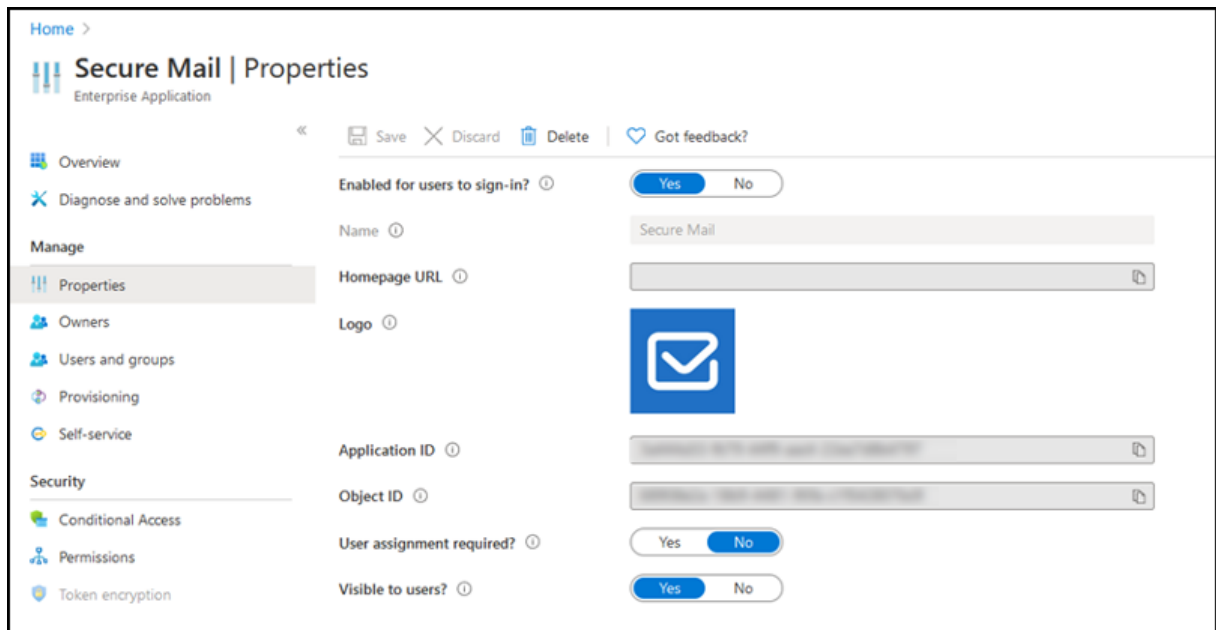 Home >
Secure Mail | Properties
Enterprise Application
«
Save Discard Delete Got feedback?
Overview
Diagnose and solve problems
Manage
Properties
Owners
Users and groups
Provisioning
Self-service
Security
Conditional Access
Permissions
Token encryption
Enabled for users to sign-in? Yes No
Name Secure Mail
Homepage URL
Logo
Application ID
Object ID
User assignment required? Yes No
Visible to users? Yes No